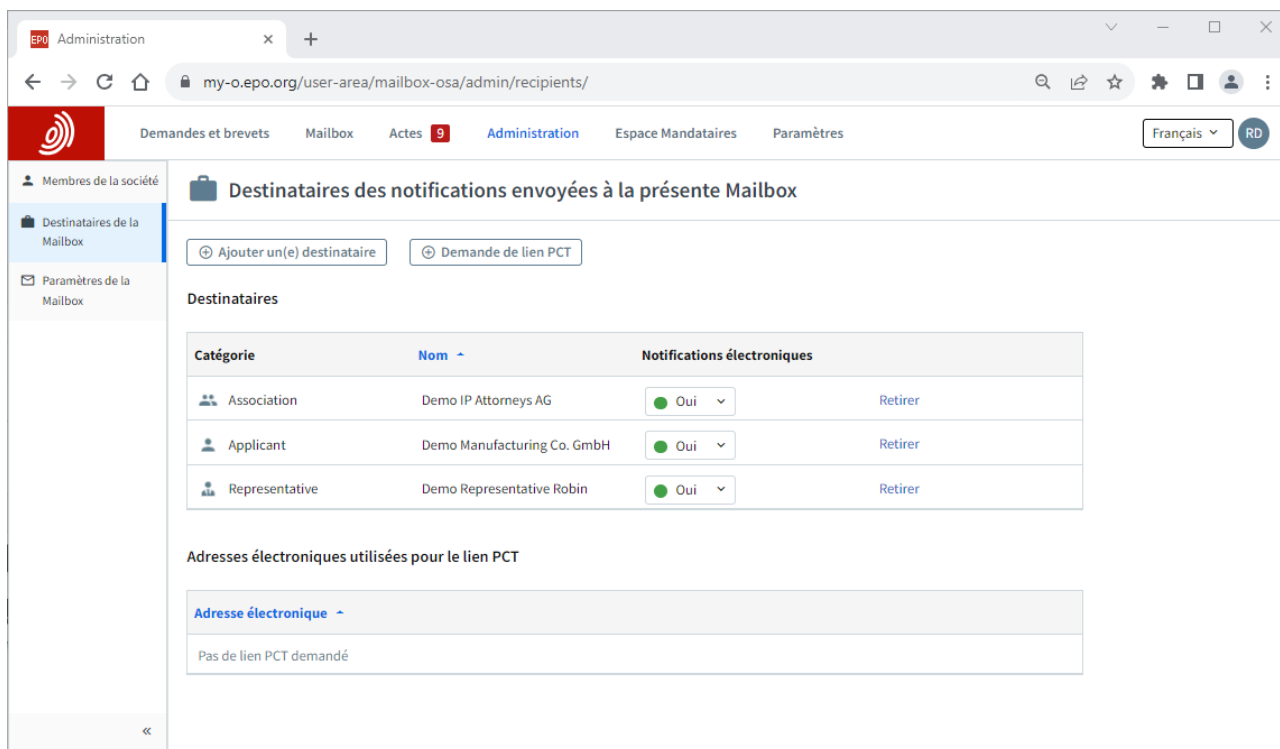 EPO Administration
my-o.epo.org/user-area/mailbox-osa/admin/recipients/
Demandes et brevets Mailbox Actes 9 Administration Espace Mandataires Paramètres Français RD
Membres de la société
Destinataires de la
Mailbox
Paramètres de la
Mailbox
Destinataires des notifications envoyées à la présente Mailbox
Ajouter un(e) destinataire Demande de lien PCT
Destinataires
Catégorie Nom Notifications électroniques
Association Demo IP Attorneys AG Oui Retirer
Applicant Demo Manufacturing Co. GmbH Oui Retirer
Representative Demo Representative Robin Oui Retirer
Adresses électroniques utilisées pour le lien PCT
Adresse électronique
Pas de lien PCT demandé